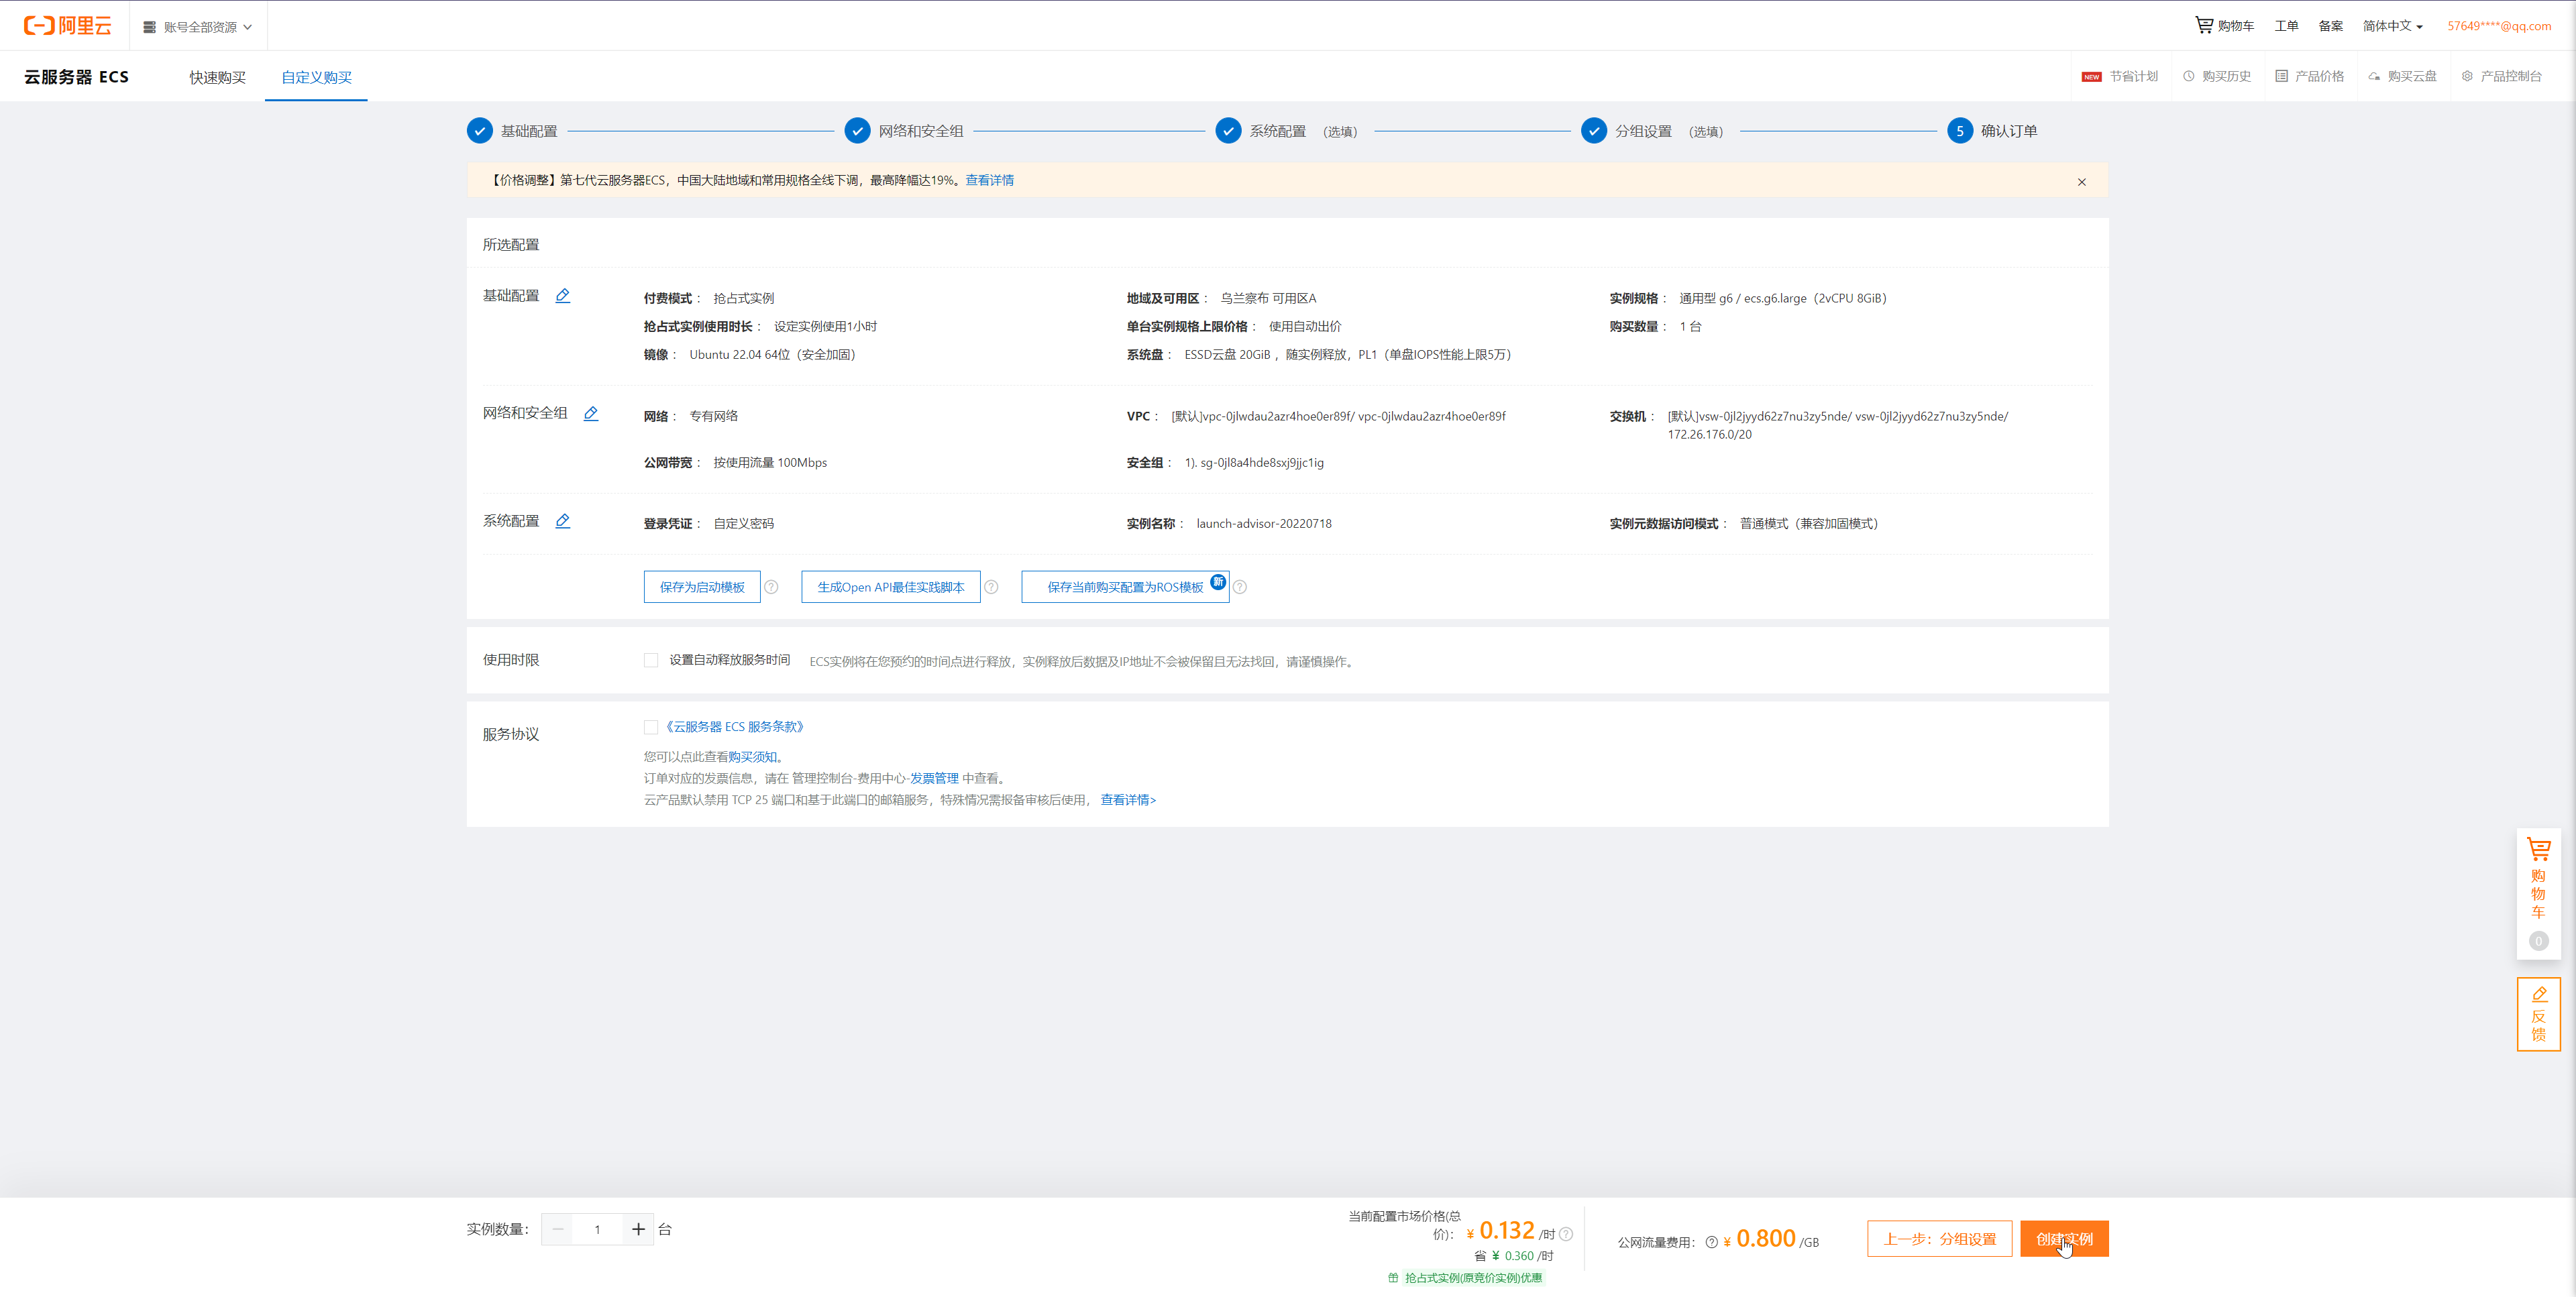 阿里云
账号全部资源
购物车
工单
备案
简体中文
57649****@qq.com
云服务器 ECS
快速购买
自定义购买
NEW 节省计划
购买历史
产品价格
购买云盘
产品控制台
基础配置
网络和安全组
系统配置 (选填)
分组设置 (选填)
5 确认订单
【价格调整】第七代云服务器ECS，中国大陆地域和常用规格全线下调，最高降幅达19%。查看详情
所选配置
基础配置
付费模式： 抢占式实例
地域及可用区： 乌兰察布 可用区A
实例规格： 通用型 g6 / ecs.g6.large（2vCPU 8GiB）
抢占式实例使用时长： 设定实例使用1小时
单台实例规格上限价格： 使用自动出价
购买数量： 1 台
镜像： Ubuntu 22.04 64位（安全加固）
系统盘： ESSD云盘 20GiB ，随实例释放，PL1（单盘IOPS性能上限5万）
网络和安全组
网络： 专有网络
VPC： [默认]vpc-0jlwdau2azr4hoe0er89f/ vpc-0jlwdau2azr4hoe0er89f
交换机： [默认]vsw-0jl2jyyd62z7nu3zy5nde/ vsw-0jl2jyyd62z7nu3zy5nde/
172.26.176.0/20
公网带宽： 按使用流量 100Mbps
安全组： 1). sg-0jl8a4hde8sxj9jjc1ig
系统配置
登录凭证： 自定义密码
实例名称： launch-advisor-20220718
实例元数据访问模式： 普通模式（兼容加固模式）
保存为启动模板
生成Open API最佳实践脚本
保存当前购买配置为ROS模板
新
使用时限
设置自动释放服务时间
ECS实例将在您预约的时间点进行释放，实例释放后数据及IP地址不会被保留且无法找回，请谨慎操作。
服务协议
《云服务器 ECS 服务条款》
您可以点此查看购买须知。
订单对应的发票信息，请在 管理控制台-费用中心-发票管理 中查看。
云产品默认禁用 TCP 25 端口和基于此端口的邮箱服务，特殊情况需报备审核后使用， 查看详情>
购
物
车
0
反
馈
实例数量： 1 台
当前配置市场价格(总
价)： ¥ 0.132 /时
省 ¥ 0.360 /时
抢占式实例(原竞价实例)优惠
公网流量费用： ¥ 0.800 /GB
上一步：分组设置
创建实例